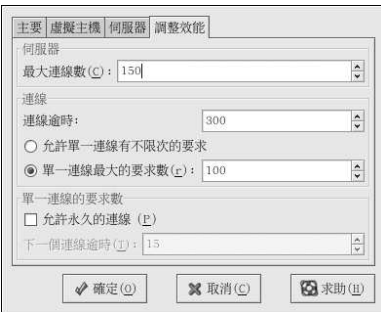 主要 虛擬主機 伺服器 調整效能
伺服器
最大連線數(C)： 150
連線
連線逾時： 300
允許單一連線有不限次的要求
單一連線最大的要求數(r)： 100
單一連線的要求數
允許永久的連線 (P)
下一個連線逾時(T)： 15
確定(O) 取消(C) 求助(H)